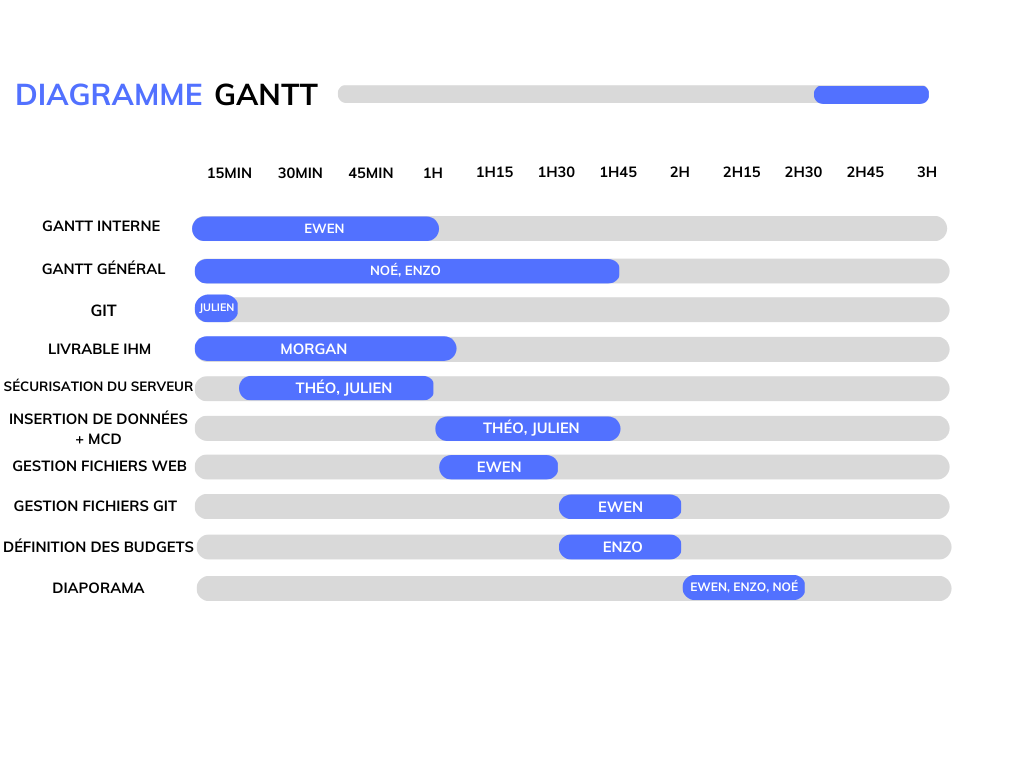 DIAGRAMME GANTT
15MIN 30MIN 45MIN 1H 1H15 1H30 1H45 2H 2H15 2H30 2H45 3H
GANTT INTERNE EWEN
GANTT GÉNÉRAL NOÉ, ENZO
GIT JULIEN
LIVRABLE IHM MORGAN
SÉCURISATION DU SERVEUR THÉO, JULIEN
INSERTION DE DONNÉES
+ MCD THÉO, JULIEN
GESTION FICHIERS WEB EWEN
GESTION FICHIERS GIT EWEN
DÉFINITION DES BUDGETS ENZO
DIAPORAMA EWEN, ENZO, NOÉ